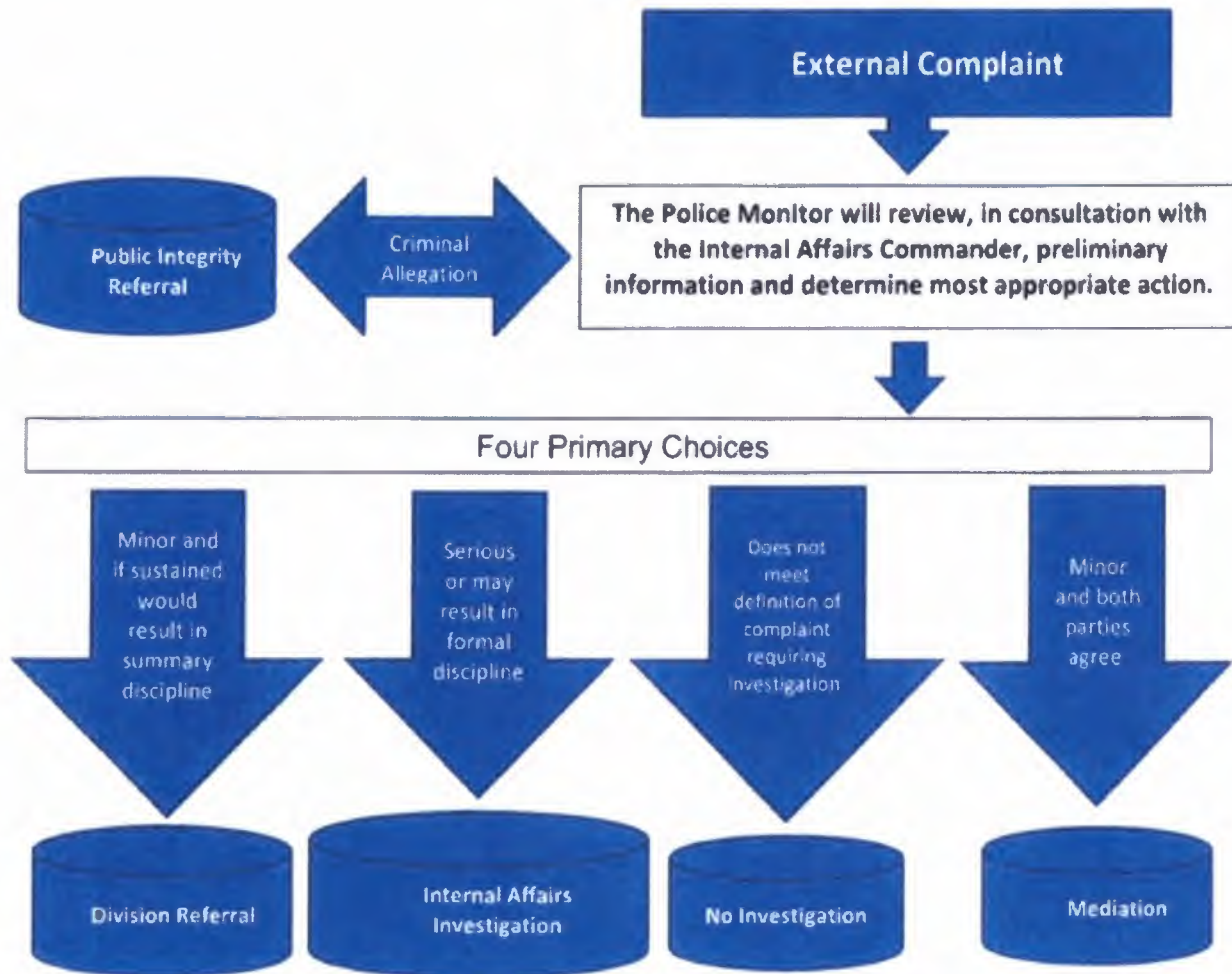 External Complaint
The Police Monitor will review, in consultation with
the Internal Affairs Commander, preliminary
information and determine most appropriate action.
Criminal
Allegation
Public Integrity
Referral
Four Primary Choices
Minor and
if sustained
would
result in
summary
discipline
Serious
or may
result in
formal
discipline
Does not
meet
definition of
complaint
requiring
investigation
Minor
and both
parties
agree
Division Referral
Internal Affairs
Investigation
No Investigation
Mediation